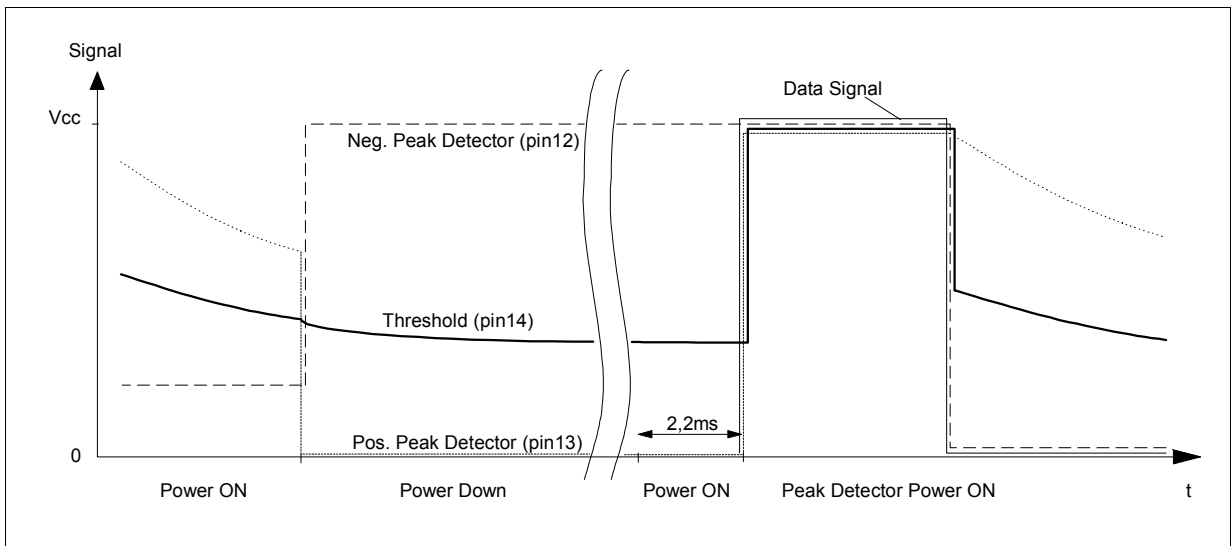 Signal
Data Signal
Vcc
Neg. Peak Detector (pin12)
Threshold (pin14)
2,2ms
Pos. Peak Detector (pin13)
0
Power ON
Power Down
Power ON
Peak Detector Power ON
t